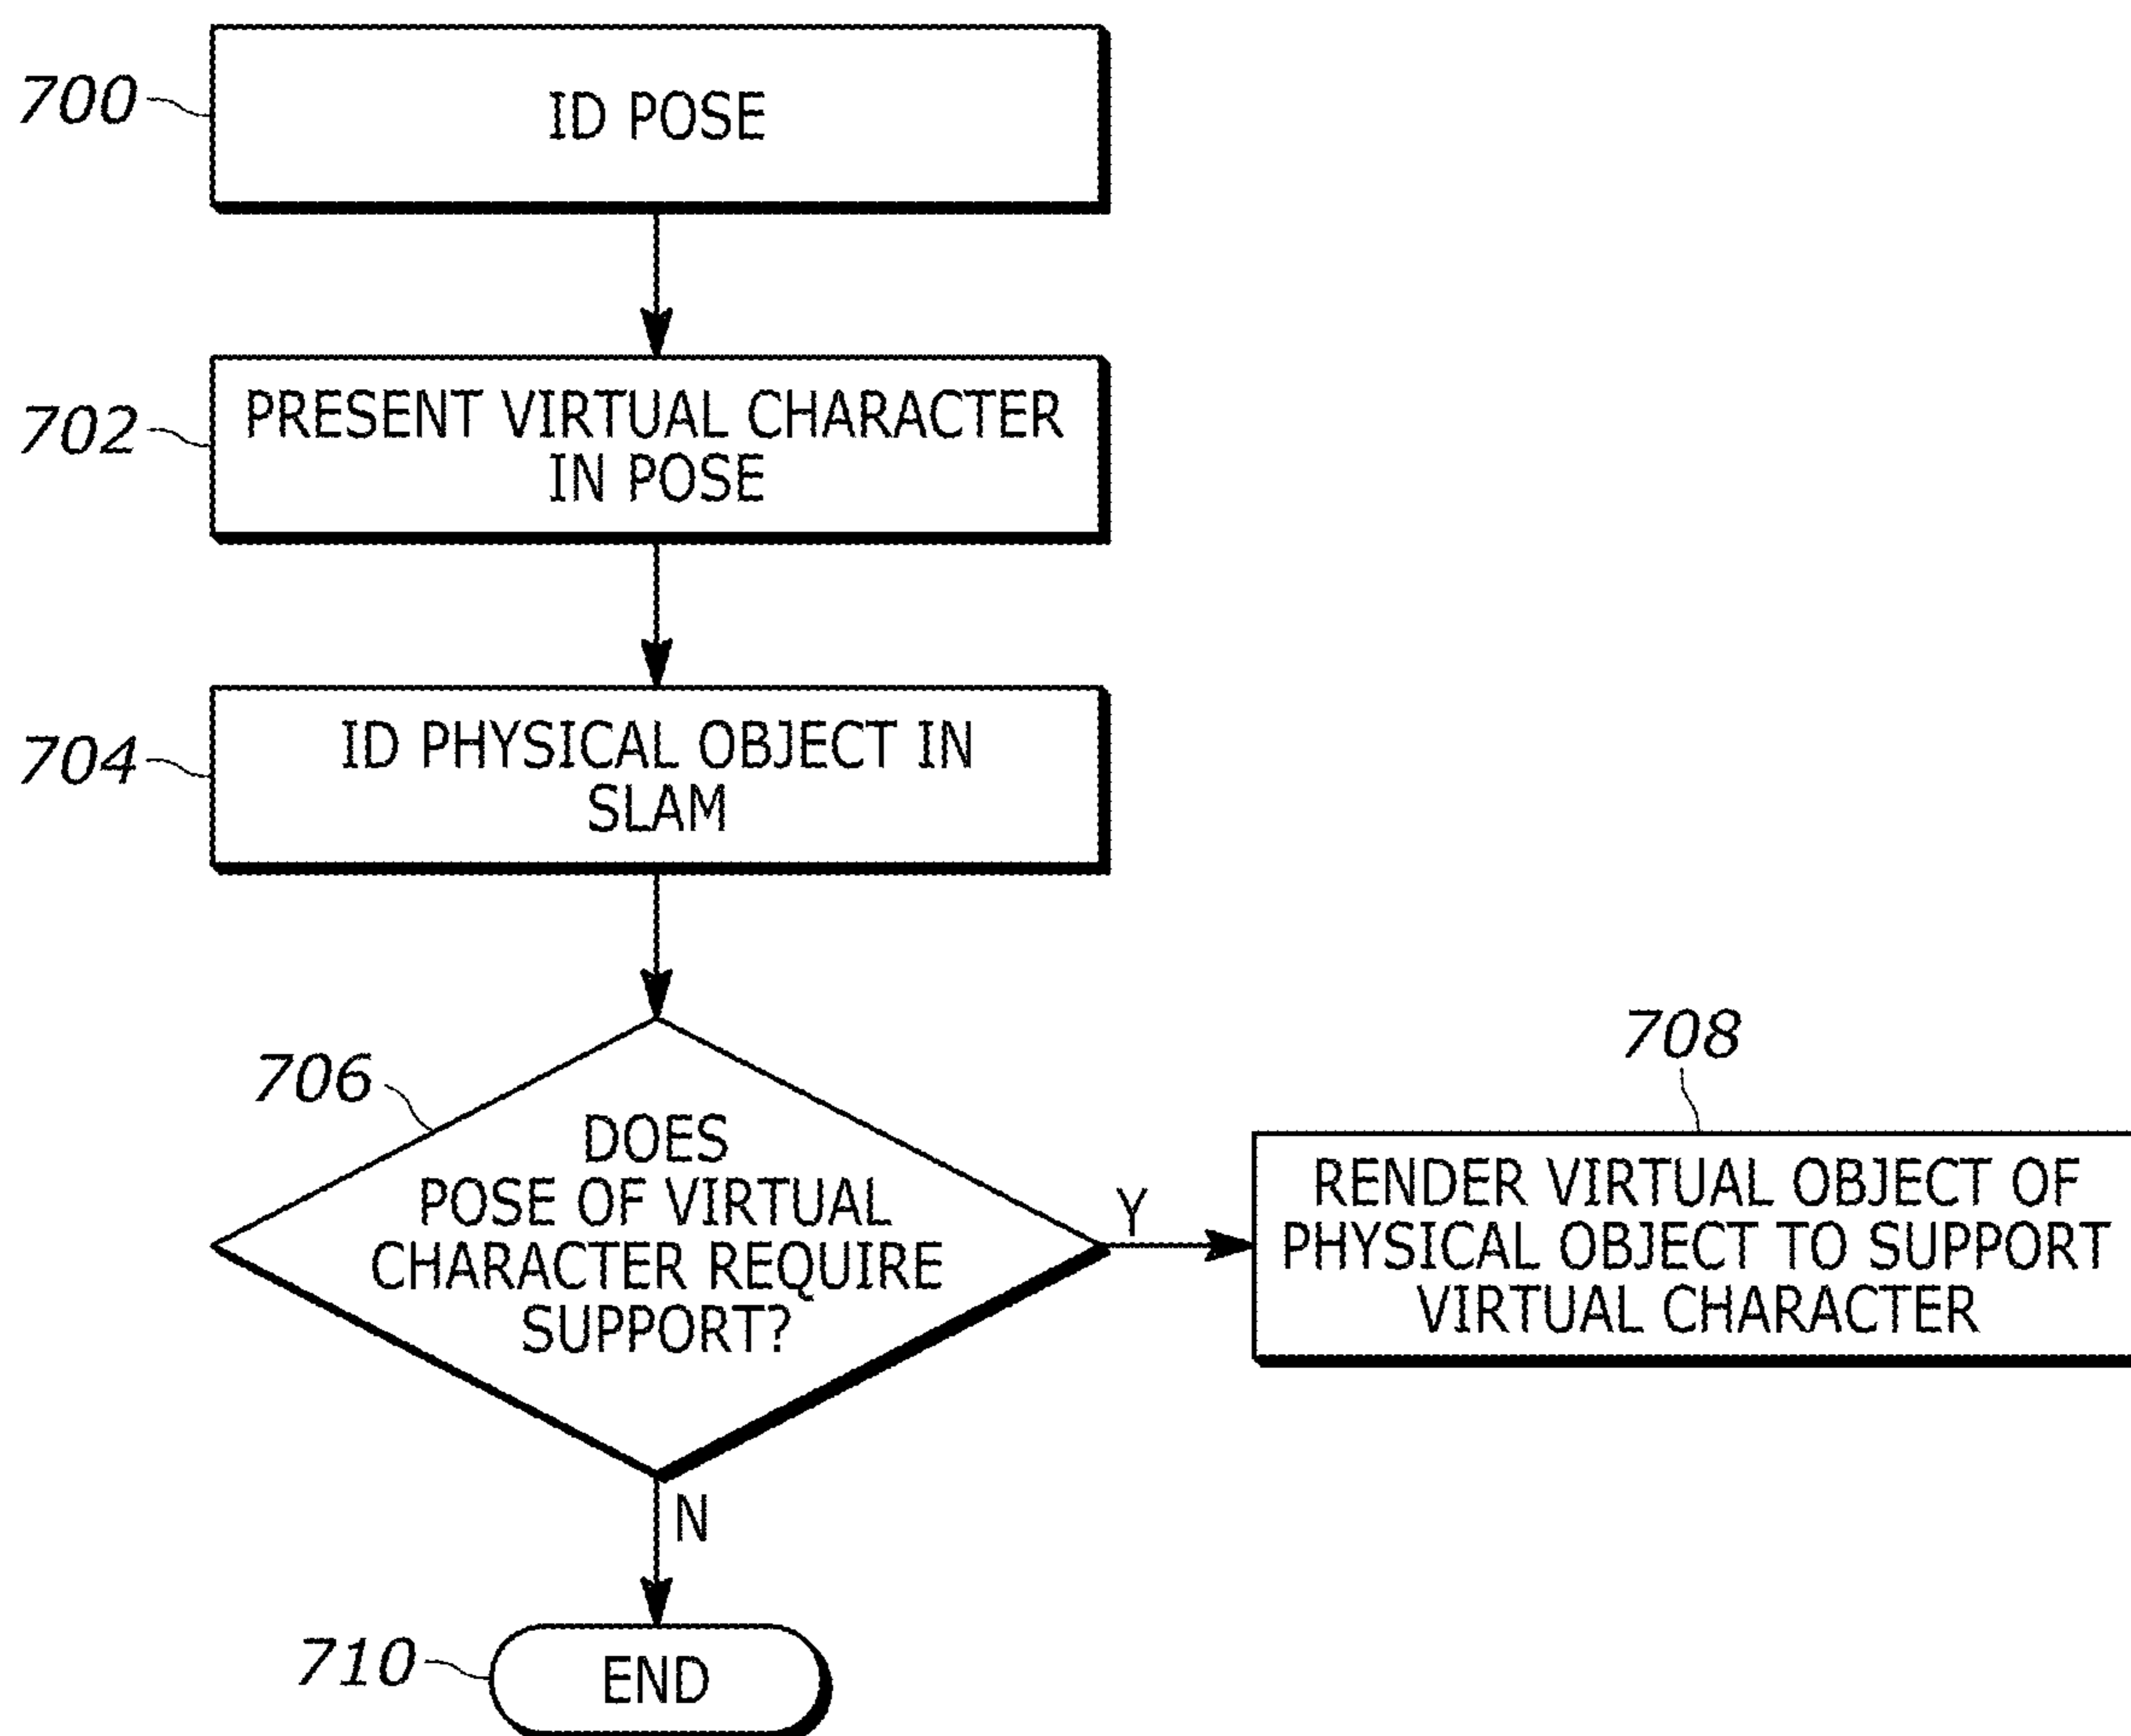 700
ID POSE
702
PRESENT VIRTUAL CHARACTER
IN POSE
704
ID PHYSICAL OBJECT IN
SLAM
706
DOES
POSE OF VIRTUAL
CHARACTER REQUIRE
SUPPORT?
Y
708
RENDER VIRTUAL OBJECT OF
PHYSICAL OBJECT TO SUPPORT
VIRTUAL CHARACTER
N
710
END